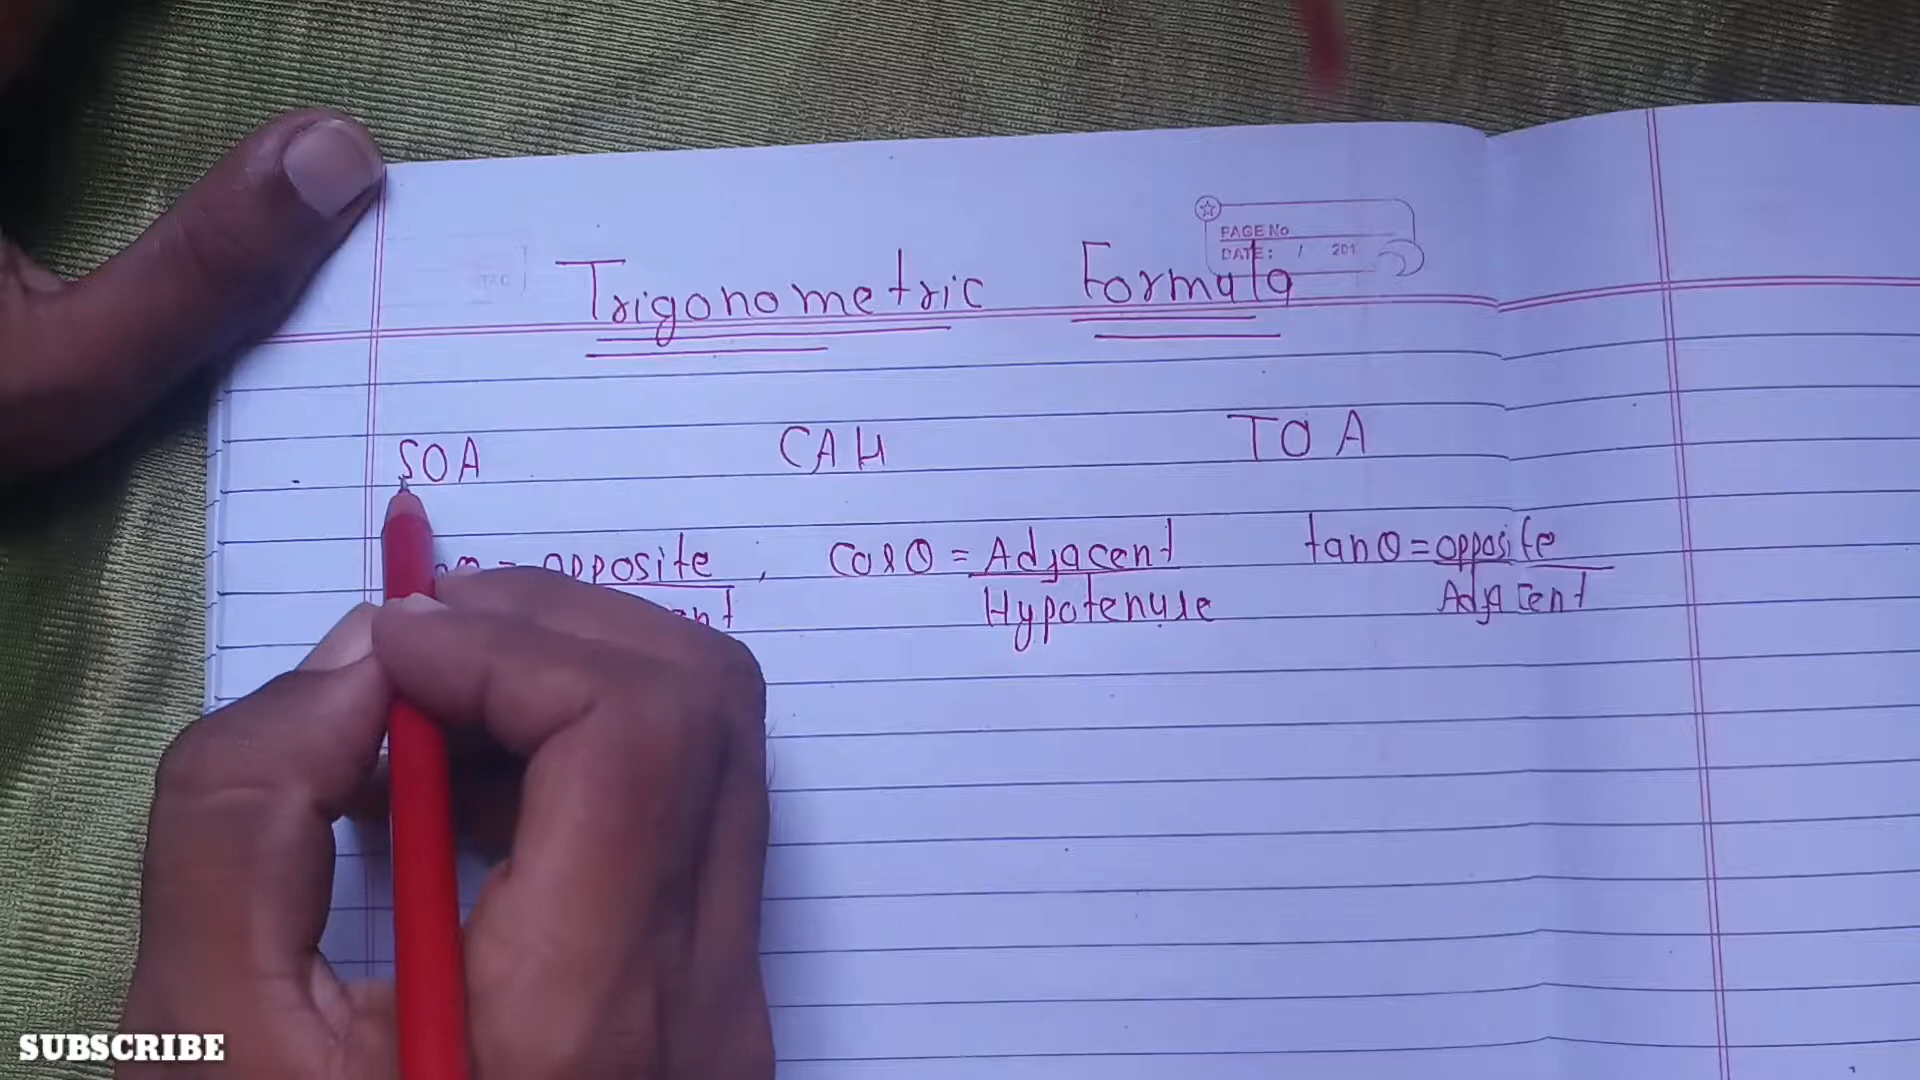 PAGE No
DATE: / 201
Trigonometric Formula
SOA CAH TOA
= opposite , Cosθ = Adjacent tanθ = opposite
Hypotenuse Adjacent
SUBSCRIBE